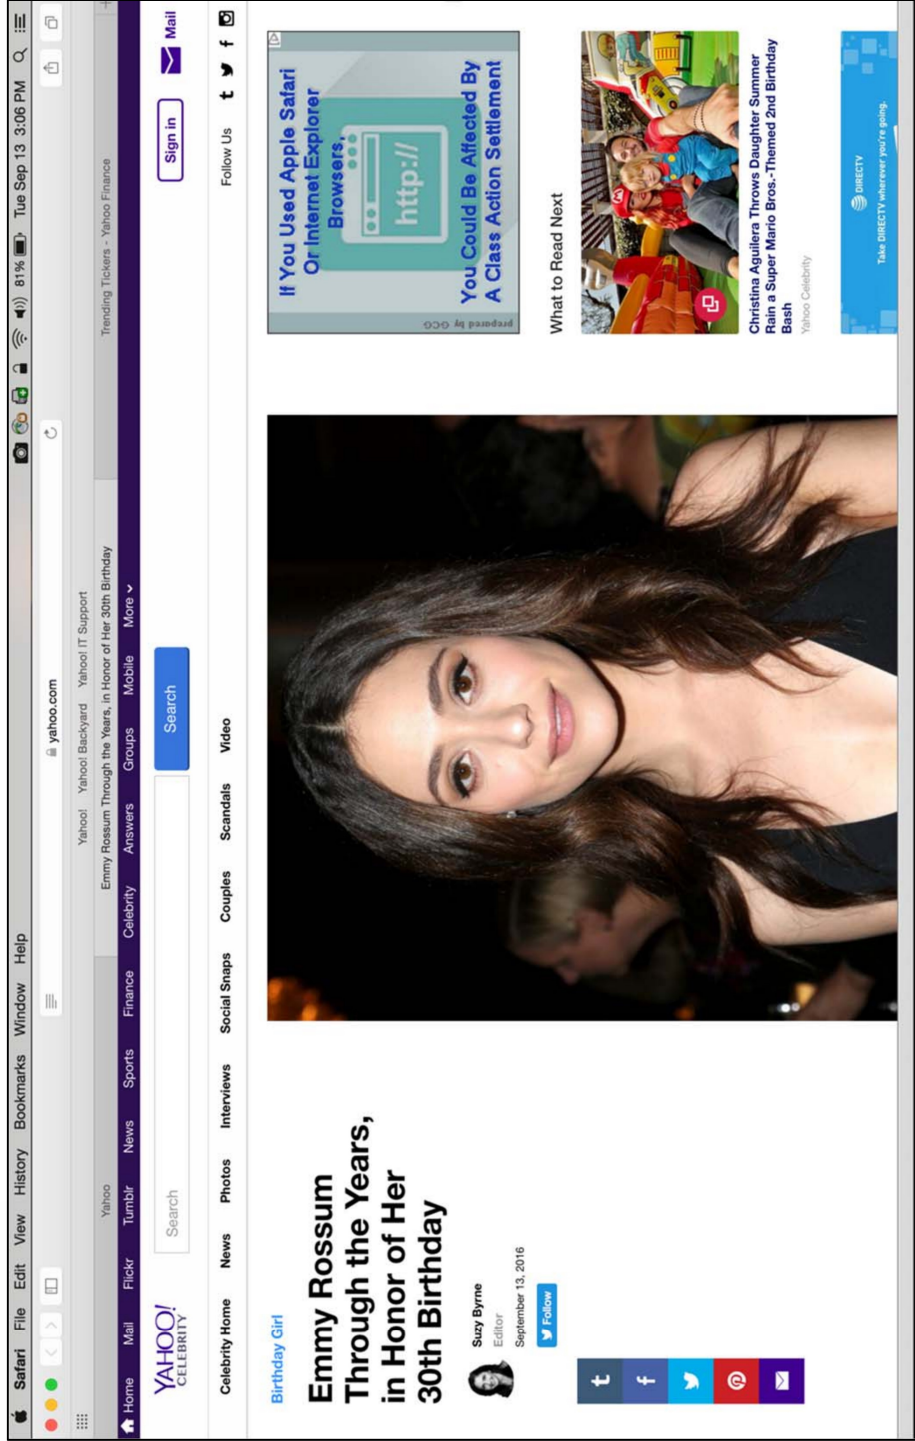 Safari File Edit View History Bookmarks Window Help 81% Tue Sep 13 3:06 PM
yahoo.com
Yahoo! Yahoo! Backyard Yahoo! IT Support
Yahoo
Emmy Rossum Through the Years, in Honor of Her 30th Birthday
Trending Tickers - Yahoo Finance
Home Mail Flickr Tumblr News Sports Finance Celebrity Answers Groups Mobile More
YAHOO!
CELEBRITY
Search
Search
Sign in
Mail
Celebrity Home News Photos Interviews Social Snaps Couples Scandals Video
Follow Us
Birthday Girl
Emmy Rossum
Through the Years,
in Honor of Her
30th Birthday
Suzy Byrne
Editor
September 13, 2016
Follow
If You Used Apple Safari
Or Internet Explorer
Browsers,
http://
You Could Be Affected By
A Class Action Settlement
prepared by GCG
What to Read Next
Christina Aguilera Throws Daughter Summer
Rain a Super Mario Bros.-Themed 2nd Birthday
Bash
Yahoo Celebrity
DIRECTV
Take DIRECTV wherever you're going.